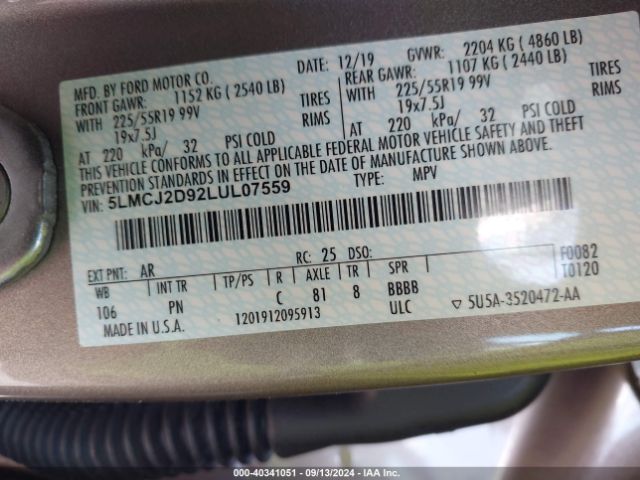 MFD. BY FORD MOTOR CO. DATE: 12/19 GVWR: 2204 KG ( 4860 LB)
FRONT GAWR: 1152 KG ( 2540 LB) REAR GAWR: 1107 KG ( 2440 LB)
WITH 225/55R19 99V TIRES WITH 225/55R19 99V TIRES
19x7.5J RIMS 19x7.5J RIMS
AT 220 kPa/ 32 PSI COLD AT 220 kPa/ 32 PSI COLD
THIS VEHICLE CONFORMS TO ALL APPLICABLE FEDERAL MOTOR VEHICLE SAFETY AND THEFT
PREVENTION STANDARDS IN EFFECT ON THE DATE OF MANUFACTURE SHOWN ABOVE.
VIN: 5LMCJ2D92LUL07559 TYPE: MPV
EXT PNT: AR RC: 25 DSO: F0082
WB INT TR TP/PS R AXLE TR SPR T0120
106 PN C 81 8 BBBB
MADE IN U.S.A. 1201912095913 ULC ▽ 5U5A-3520472-AA
000-40341051 | 09/13/2024 | IAA Inc.